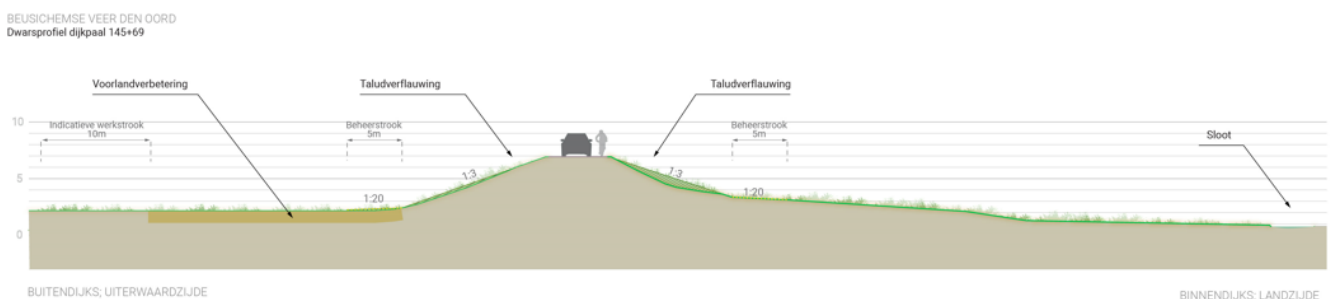 BEUSICHEMSE VEER DEN OORD
Dwarsprofiel dijkpaal 145+69
Voorlandverbetering
Taludverflauwing
Taludverflauwing
10
Indicatieve werkstrook
10m
Beheerstrook
5m
Beheerstrook
5m
Sloot
5
1:3
1:3
1:20
1:20
0
BUITENDIJKS; UITERWAARDZIJDE
BINNENDIJKS; LANDZIJDE